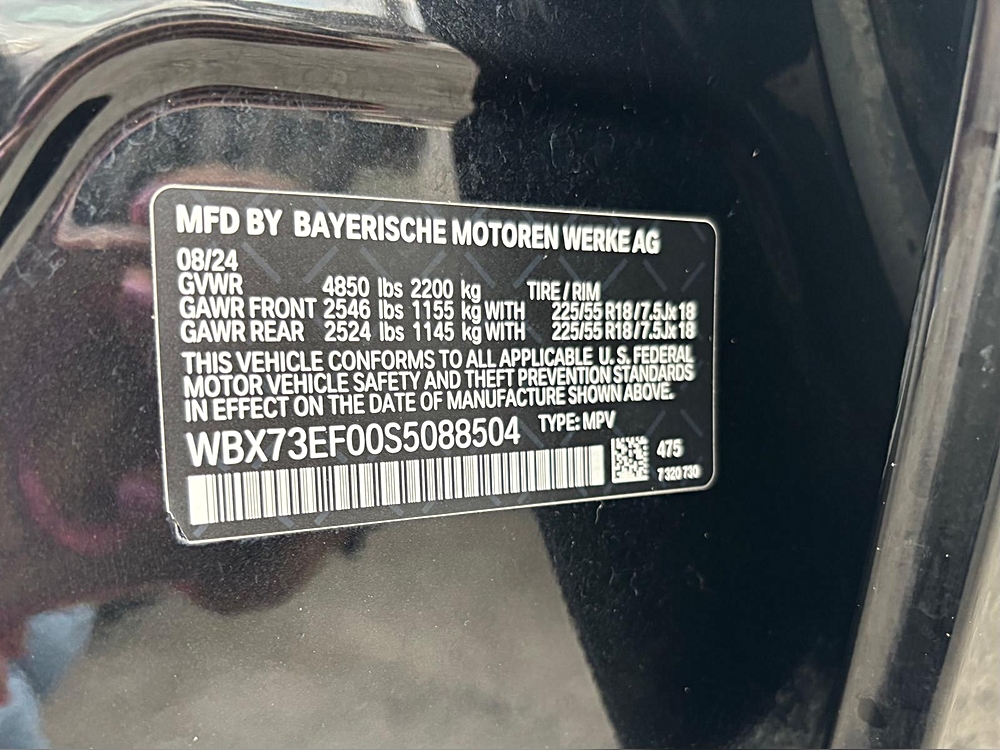 MFD BY BAYERISCHE MOTOREN WERKE AG
08/24
GVWR 4850 lbs 2200 kg TIRE / RIM
GAWR FRONT 2546 lbs 1155 kg WITH 225/55 R18 / 7.5Jx18
GAWR REAR 2524 lbs 1145 kg WITH 225/55 R18 / 7.5Jx18
THIS VEHICLE CONFORMS TO ALL APPLICABLE U. S. FEDERAL
MOTOR VEHICLE SAFETY AND THEFT PREVENTION STANDARDS
IN EFFECT ON THE DATE OF MANUFACTURE SHOWN ABOVE.
WBX73EF00S5088504 TYPE: MPV
475
7 320 730